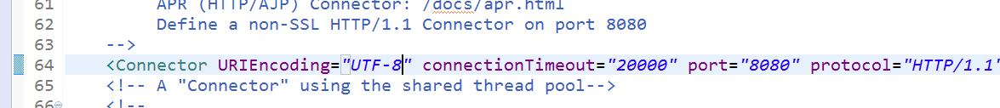 61 APR (HTTP/AJP) Connector: /docs/apr.html
62 Define a non-SSL HTTP/1.1 Connector on port 8080
63 -->
64 <Connector URIEncoding="UTF-8" connectionTimeout="20000" port="8080" protocol="HTTP/1.1"
65 <!-- A "Connector" using the shared thread pool-->
66 <!--